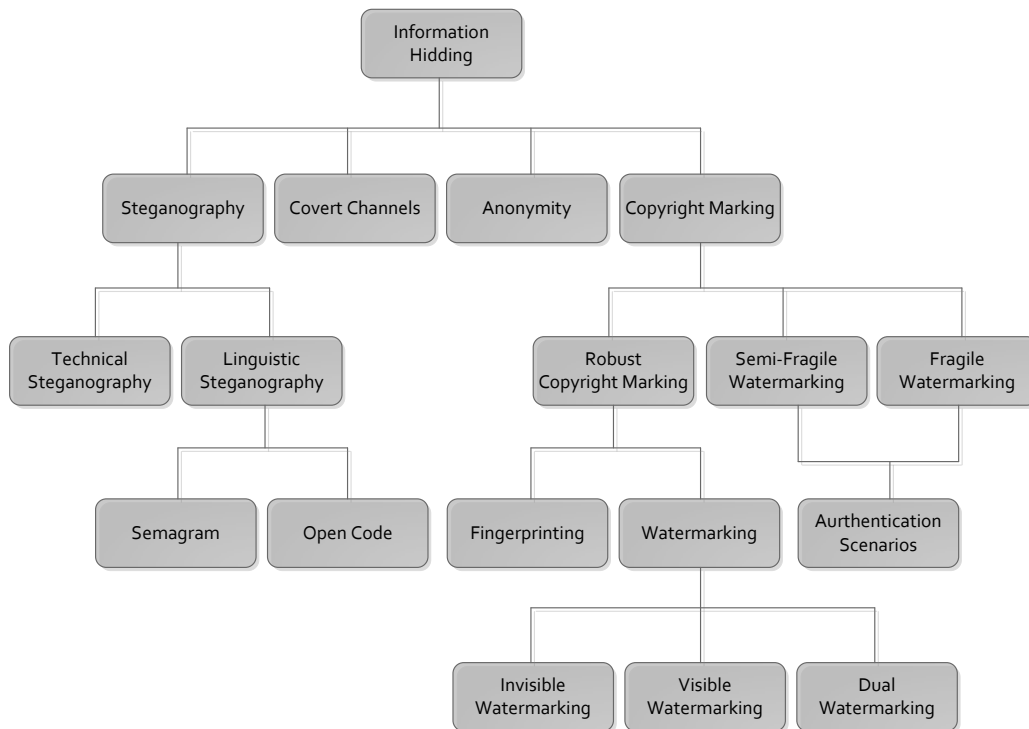 Information
Hidding
Steganography
Covert Channels
Anonymity
Copyright Marking
Technical
Steganography
Linguistic
Steganography
Robust
Copyright Marking
Semi-Fragile
Watermarking
Fragile
Watermarking
Semagram
Open Code
Fingerprinting
Watermarking
Aurthentication
Scenarios
Invisible
Watermarking
Visible
Watermarking
Dual
Watermarking